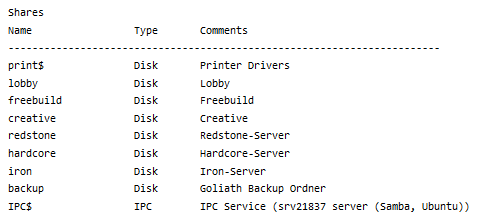 Shares
Name Type Comments
------------------------------------------------------------------------
print$ Disk Printer Drivers
lobby Disk Lobby
freebuild Disk Freebuild
creative Disk Creative
redstone Disk Redstone-Server
hardcore Disk Hardcore-Server
iron Disk Iron-Server
backup Disk Goliath Backup Ordner
IPC$ IPC IPC Service (srv21837 server (Samba, Ubuntu))